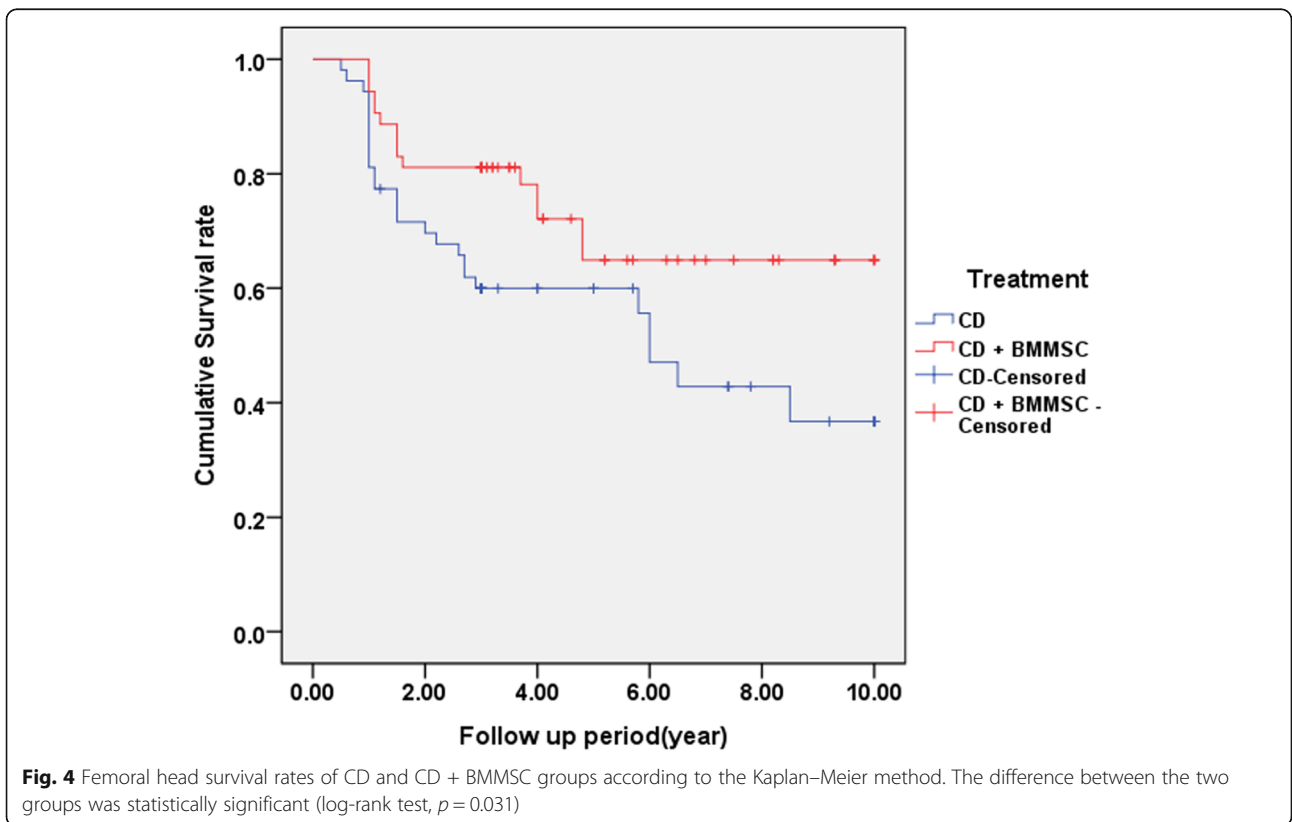 1.0
0.8
0.6
0.4
0.2
0.0
Cumulative Survival rate
0.00 2.00 4.00 6.00 8.00 10.00
Follow up period(year)
Treatment
CD
CD + BMMSC
CD-Censored
CD + BMMSC -
Censored
Fig. 4 Femoral head survival rates of CD and CD + BMMSC groups according to the Kaplan–Meier method. The difference between the two
groups was statistically significant (log-rank test, p = 0.031)